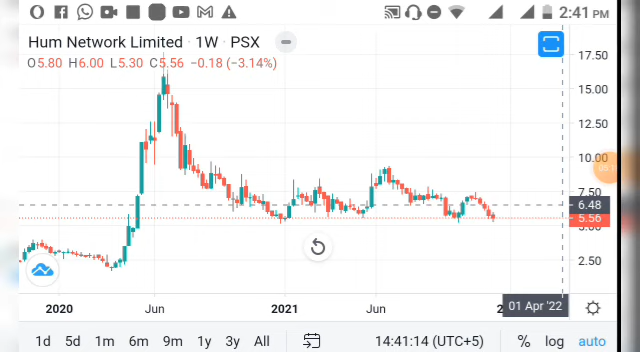 2:41 PM
Hum Network Limited · 1W · PSX
O5.80 H6.00 L5.30 C5.56 −0.18 (−3.14%)
17.50
15.00
12.50
10.00
7.50
6.48
5.56
2.50
2020 Jun 2021 Jun
01 Apr '22
1d 5d 1m 6m 9m 1y 3y All 14:41:14 (UTC+5) % log auto